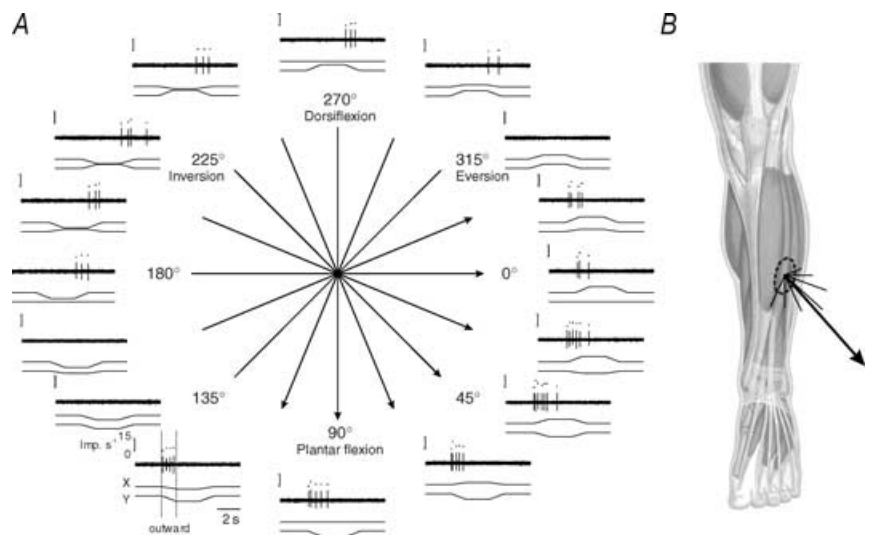 A
B
270°
Dorsiflexion
225°
Inversion
315°
Eversion
180°
0°
135°
45°
90°
Plantar flexion
Imp. s⁻¹ 15
0
X
Y
2 s
outward